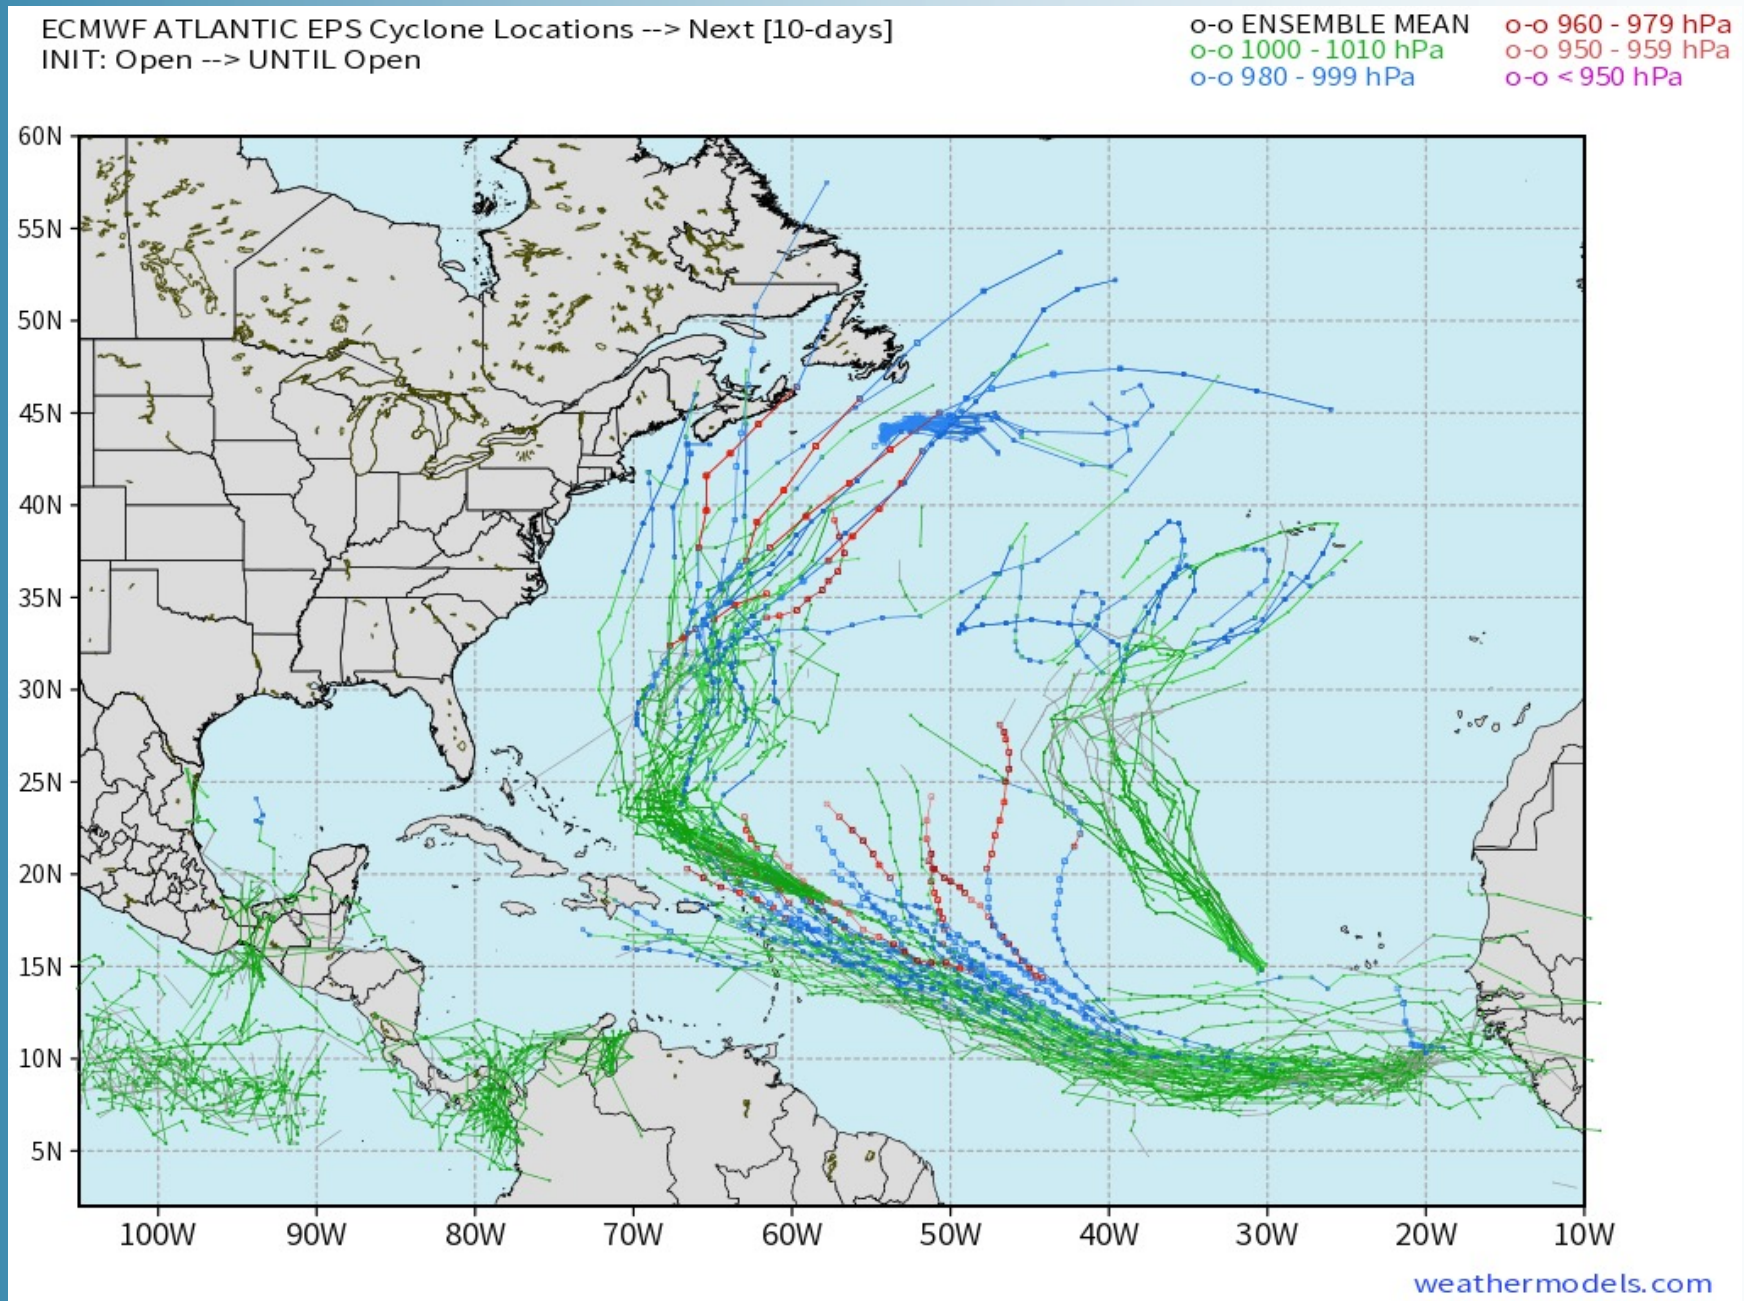 ECMWF ATLANTIC EPS Cyclone Locations --> Next [10-days]
INIT: Open --> UNTIL Open
o-o ENSEMBLE MEAN
o-o 1000 - 1010 hPa
o-o 980 - 999 hPa
o-o 960 - 979 hPa
o-o 950 - 959 hPa
o-o < 950 hPa
60N
55N
50N
45N
40N
35N
30N
25N
20N
15N
10N
5N
100W 90W 80W 70W 60W 50W 40W 30W 20W 10W
weathermodels.com